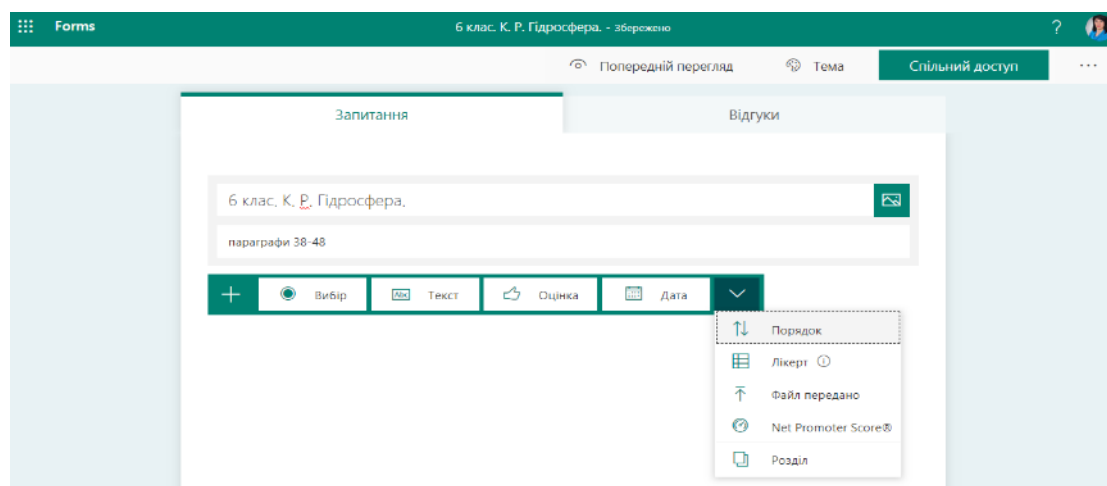 Forms 6 клас. К. Р. Гідросфера. - Збережено ?
Попередній перегляд Тема Спільний доступ ...
Запитання Відгуки
6 клас. К. Р. Гідросфера.
параграфи 38-48
+ Вибір Abc Текст Оцінка Дата
Порядок
Лікерт
Файл передано
Net Promoter Score®
Розділ